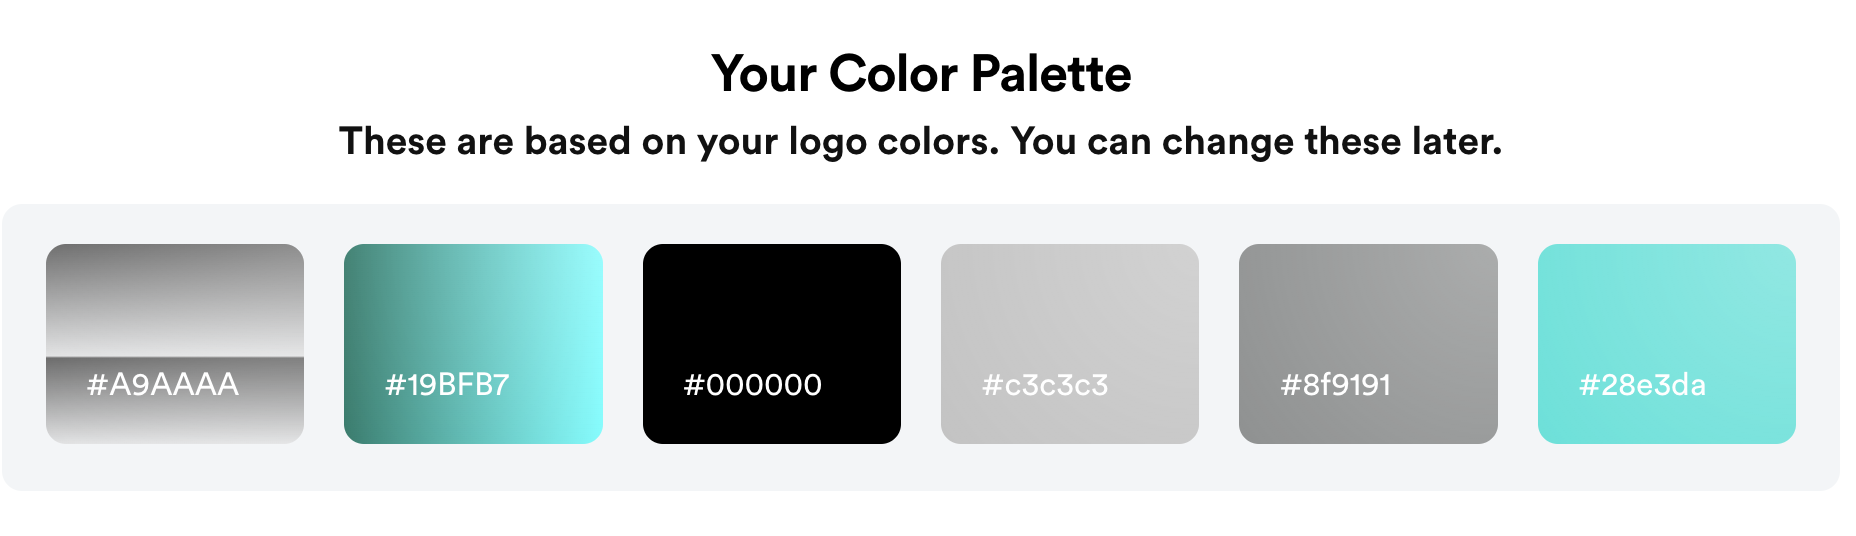 Your Color Palette
These are based on your logo colors. You can change these later.
#A9AAAA
#19BFB7
#000000
#c3c3c3
#8f9191
#28e3da